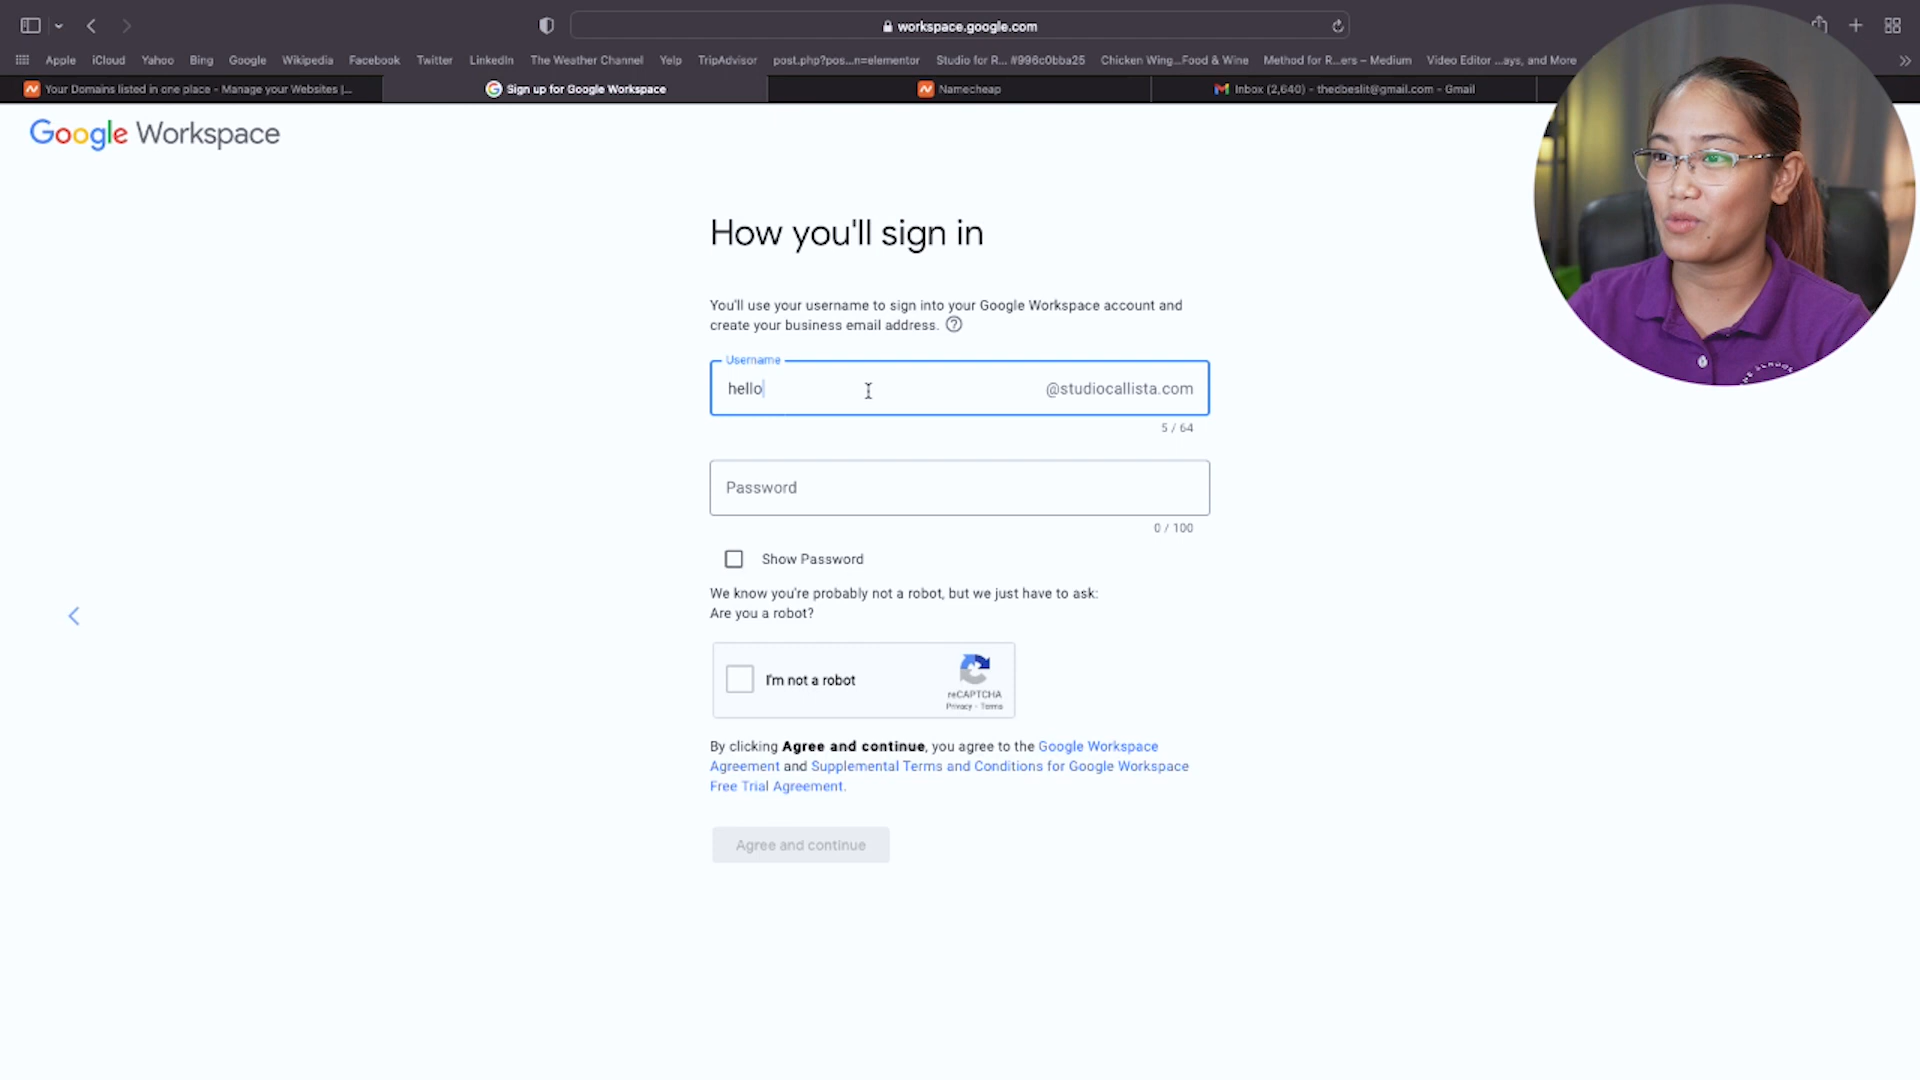 workspace.google.com
Apple iCloud Yahoo Bing Google Wikipedia Facebook Twitter LinkedIn The Weather Channel Yelp TripAdvisor post.php?pos...n=elementor Studio for R... #996c0bba25 Chicken Wing...Food & Wine Method for R...ers – Medium Video Editor ...ays, and More
Your Domains listed in one place - Manage your Websites |...
Sign up for Google Workspace
Namecheap
Inbox (2,640) - thedbeslit@gmail.com - Gmail
Google Workspace
How you'll sign in
You'll use your username to sign into your Google Workspace account and
create your business email address.
Username
hello @studiocallista.com
5 / 64
Password
0 / 100
Show Password
We know you're probably not a robot, but we just have to ask:
Are you a robot?
I'm not a robot
reCAPTCHA
Privacy - Terms
By clicking Agree and continue, you agree to the Google Workspace
Agreement and Supplemental Terms and Conditions for Google Workspace
Free Trial Agreement.
Agree and continue